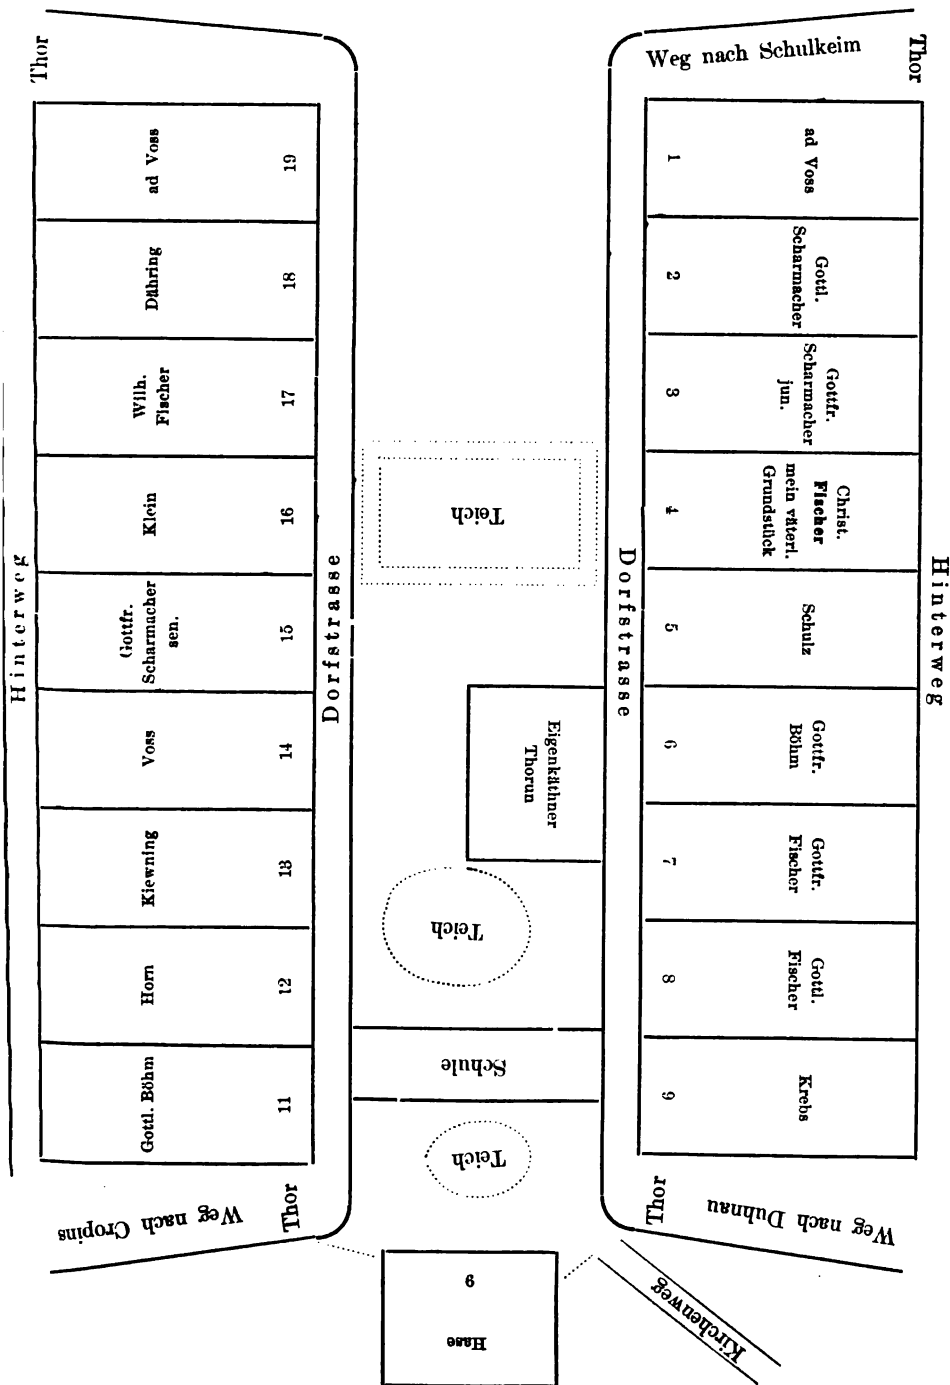 Thor
Weg nach Schulkeim
Thor
Hinterweg
ad Voss
19
Dähring
18
Wilh.
Fischer
17
Klein
16
Gottfr.
Scharmacher
sen.
15
Voss
14
Kiewning
13
Horn
12
Gottl. Böhm
11
Dorfstrasse
Teich
Eigenkäthner
Thorun
Teich
Schule
Teich
Dorfstrasse
1
ad Voss
2
Gottl.
Scharmacher
3
Gottfr.
Scharmacher
jun.
4
Christ.
Fischer
mein väterl.
Grundstück
5
Schulz
6
Gottfr.
Böhm
7
Gottfr.
Fischer
8
Gottl.
Fischer
9
Krebs
Hinterweg
Weg nach Cropins
Thor
Thor
Weg nach Duhnau
Kirchenweg
Hase